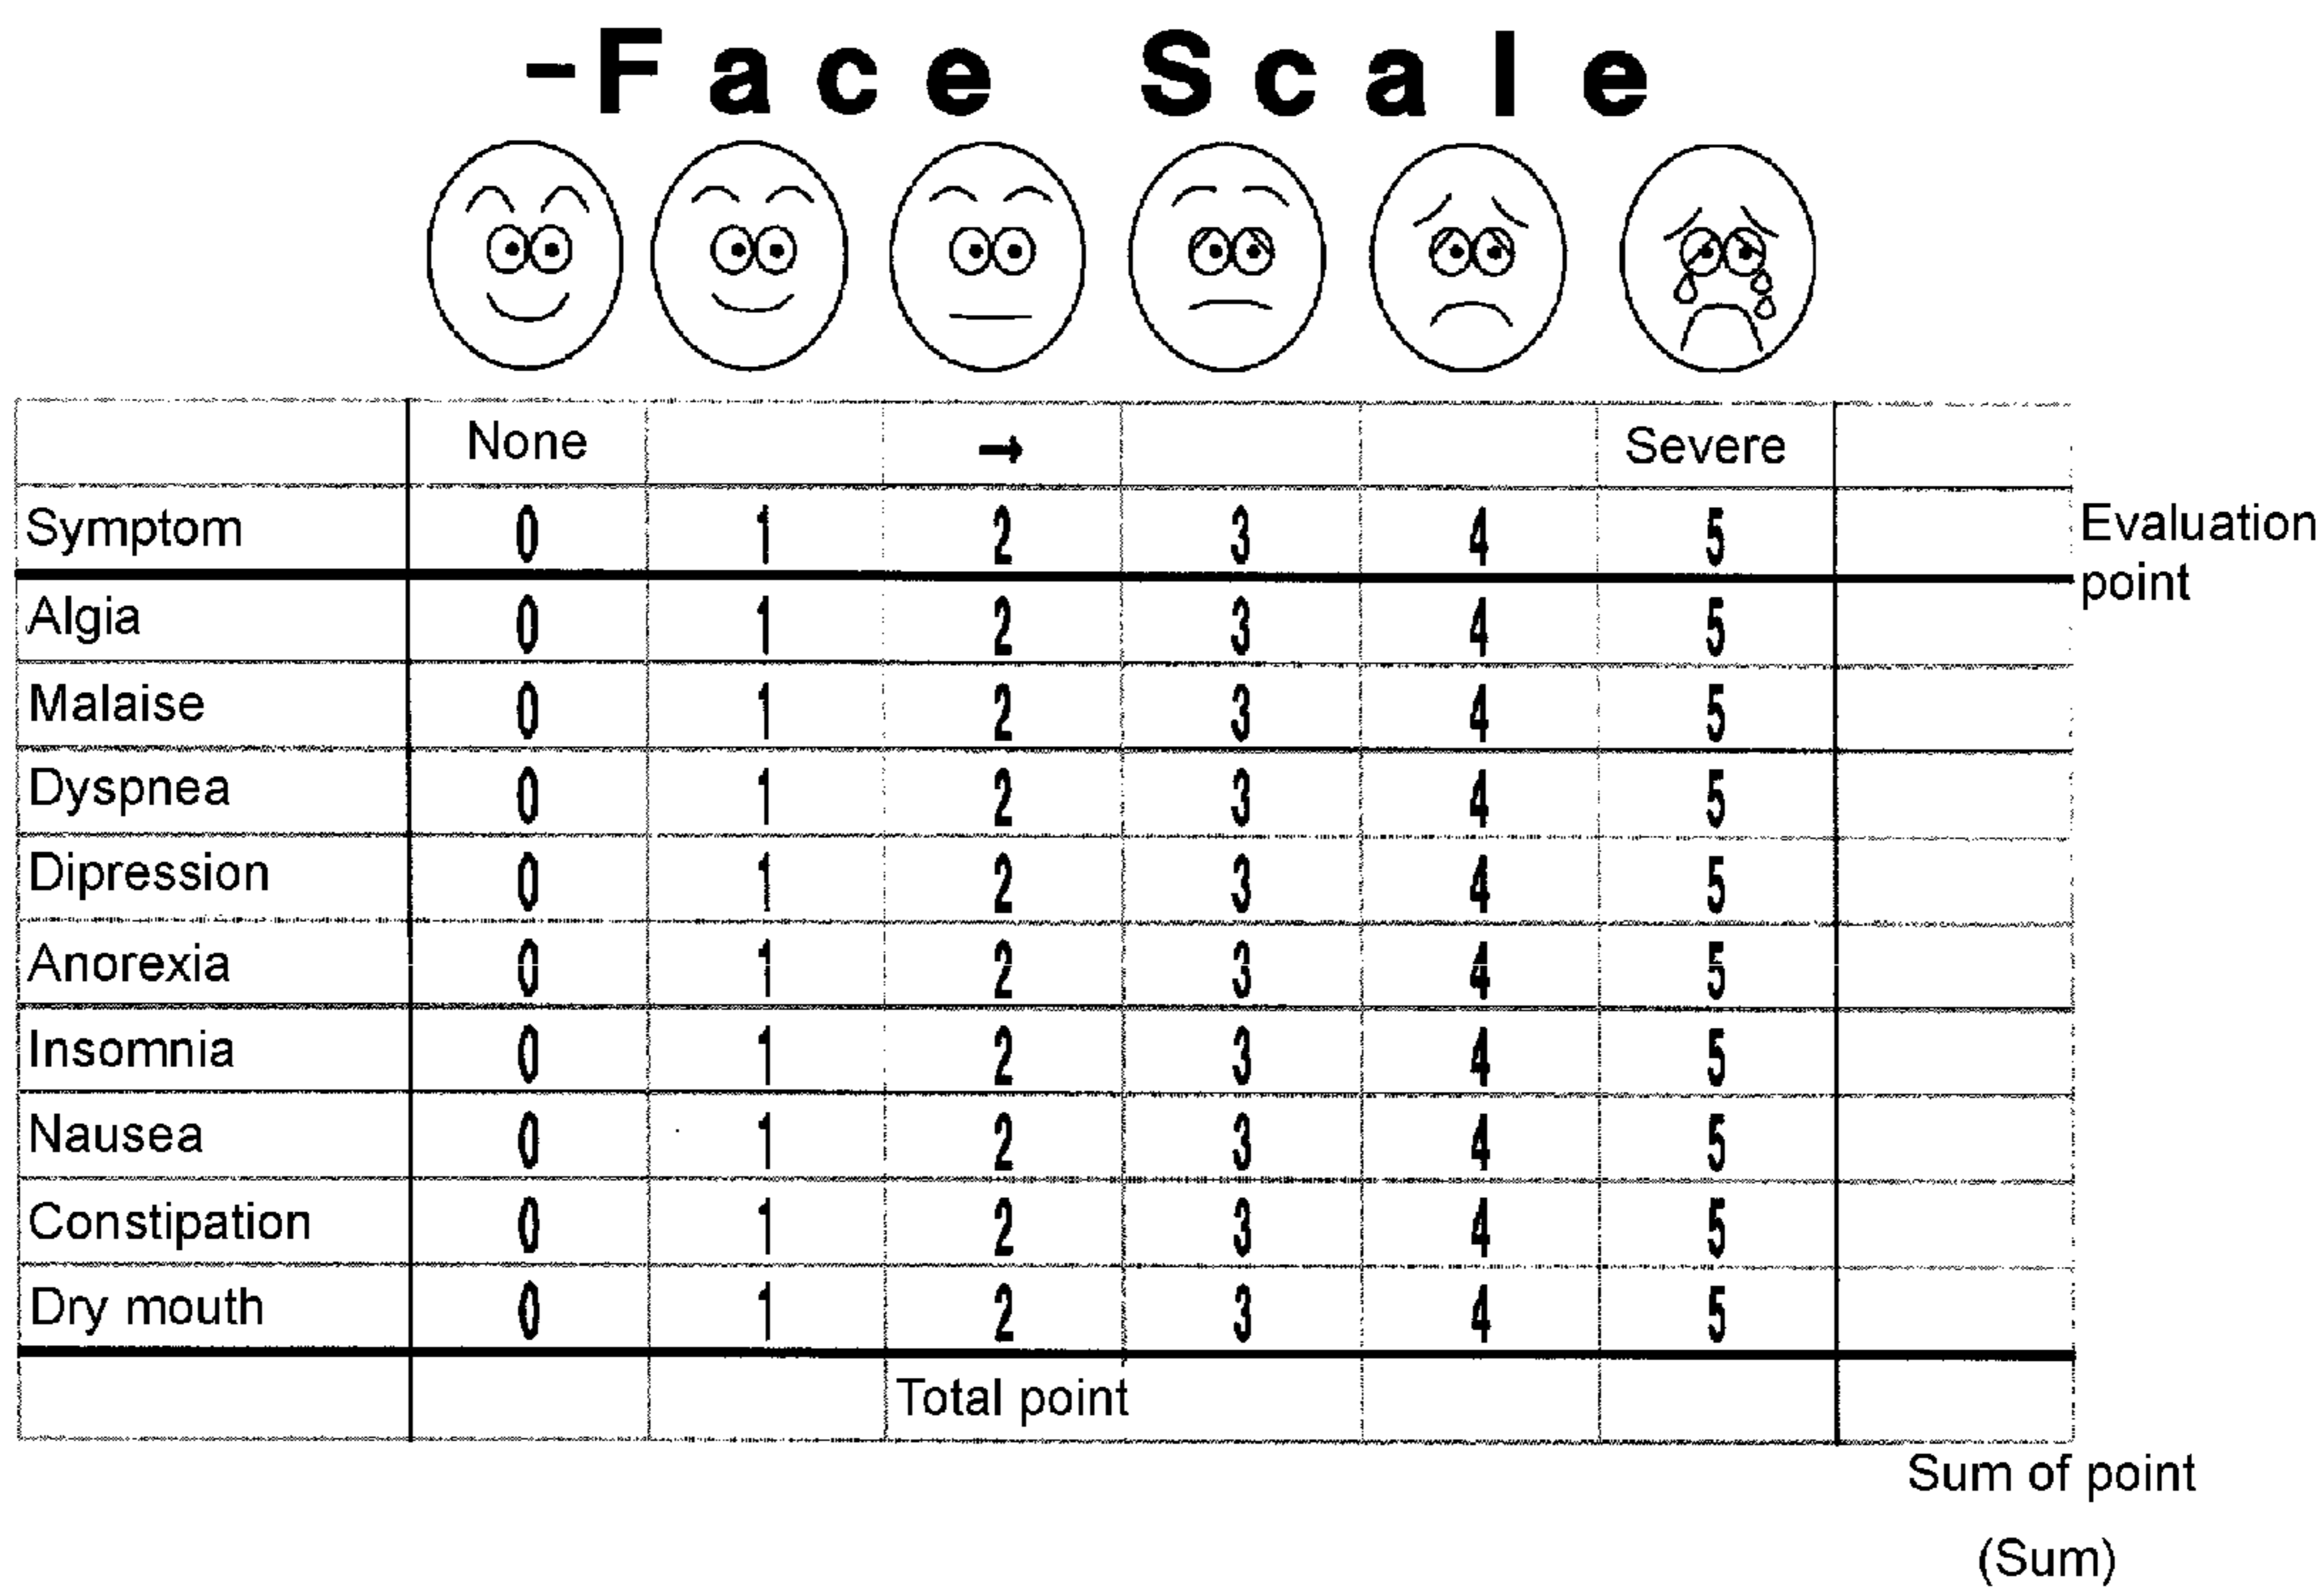 -Face Scale
None → Severe
Symptom 0 1 2 3 4 5 Evaluation point
Algia 0 1 2 3 4 5
Malaise 0 1 2 3 4 5
Dyspnea 0 1 2 3 4 5
Dipression 0 1 2 3 4 5
Anorexia 0 1 2 3 4 5
Insomnia 0 1 2 3 4 5
Nausea 0 1 2 3 4 5
Constipation 0 1 2 3 4 5
Dry mouth 0 1 2 3 4 5
Total point
Sum of point
(Sum)